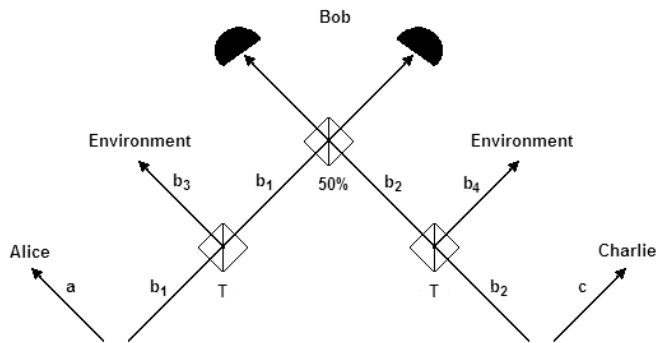 Bob
Environment
Environment
b3
b1
50%
b2
b4
Alice
Charlie
a
b1
T
T
b2
c